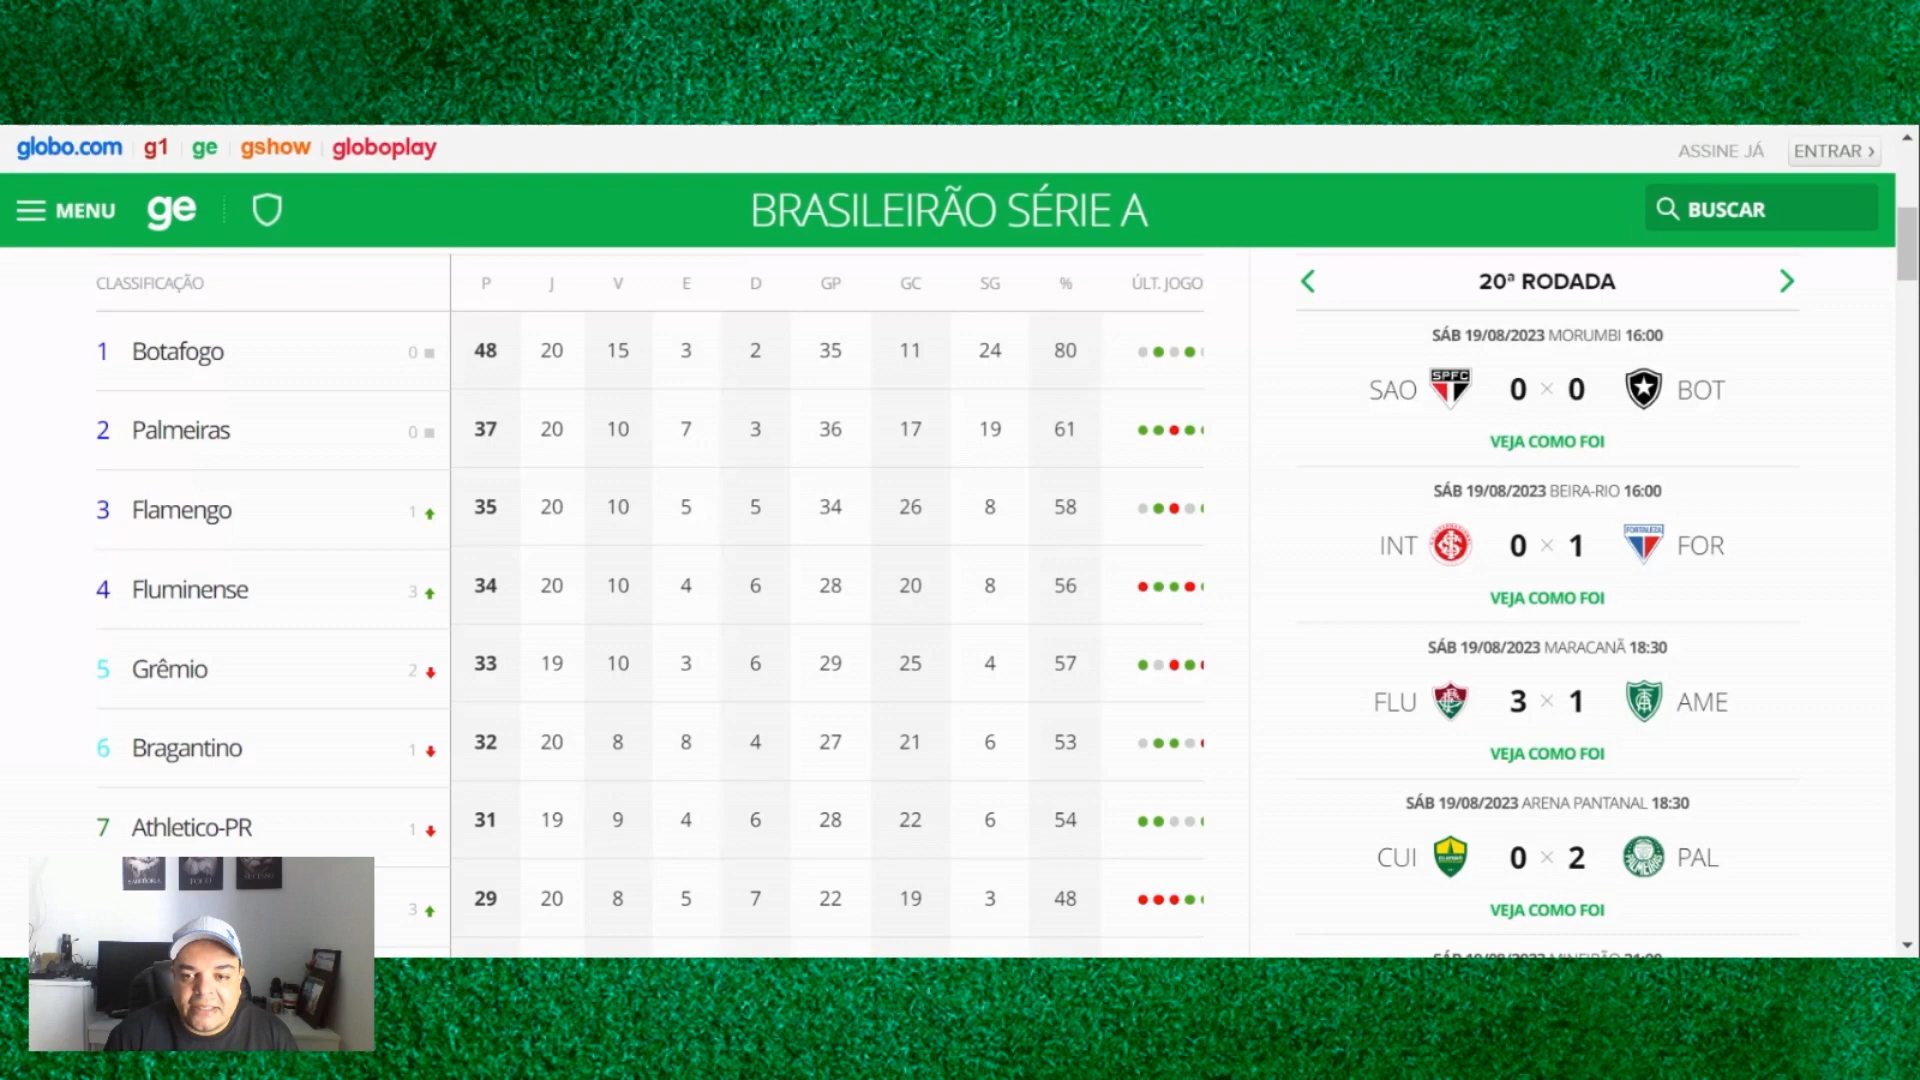 globo.com g1 ge gshow globoplay ASSINE JÁ ENTRAR ›
MENU ge BRASILEIRÃO SÉRIE A BUSCAR
CLASSIFICAÇÃO P J V E D GP GC SG % ÚLT. JOGO
1 Botafogo 0 48 20 15 3 2 35 11 24 80
2 Palmeiras 0 37 20 10 7 3 36 17 19 61
3 Flamengo 1 35 20 10 5 5 34 26 8 58
4 Fluminense 3 34 20 10 4 6 28 20 8 56
5 Grêmio 2 33 19 10 3 6 29 25 4 57
6 Bragantino 1 32 20 8 8 4 27 21 6 53
7 Athletico-PR 1 31 19 9 4 6 28 22 6 54
3 29 20 8 5 7 22 19 3 48
20ª RODADA
SÁB 19/08/2023 MORUMBI 16:00
SAO SPFC 0 × 0 BOT
VEJA COMO FOI
SÁB 19/08/2023 BEIRA-RIO 16:00
INT 0 × 1 FORTALEZA FOR
VEJA COMO FOI
SÁB 19/08/2023 MARACANÃ 18:30
FLU 3 × 1 AME
VEJA COMO FOI
SÁB 19/08/2023 ARENA PANTANAL 18:30
CUI 0 × 2 PAL
VEJA COMO FOI